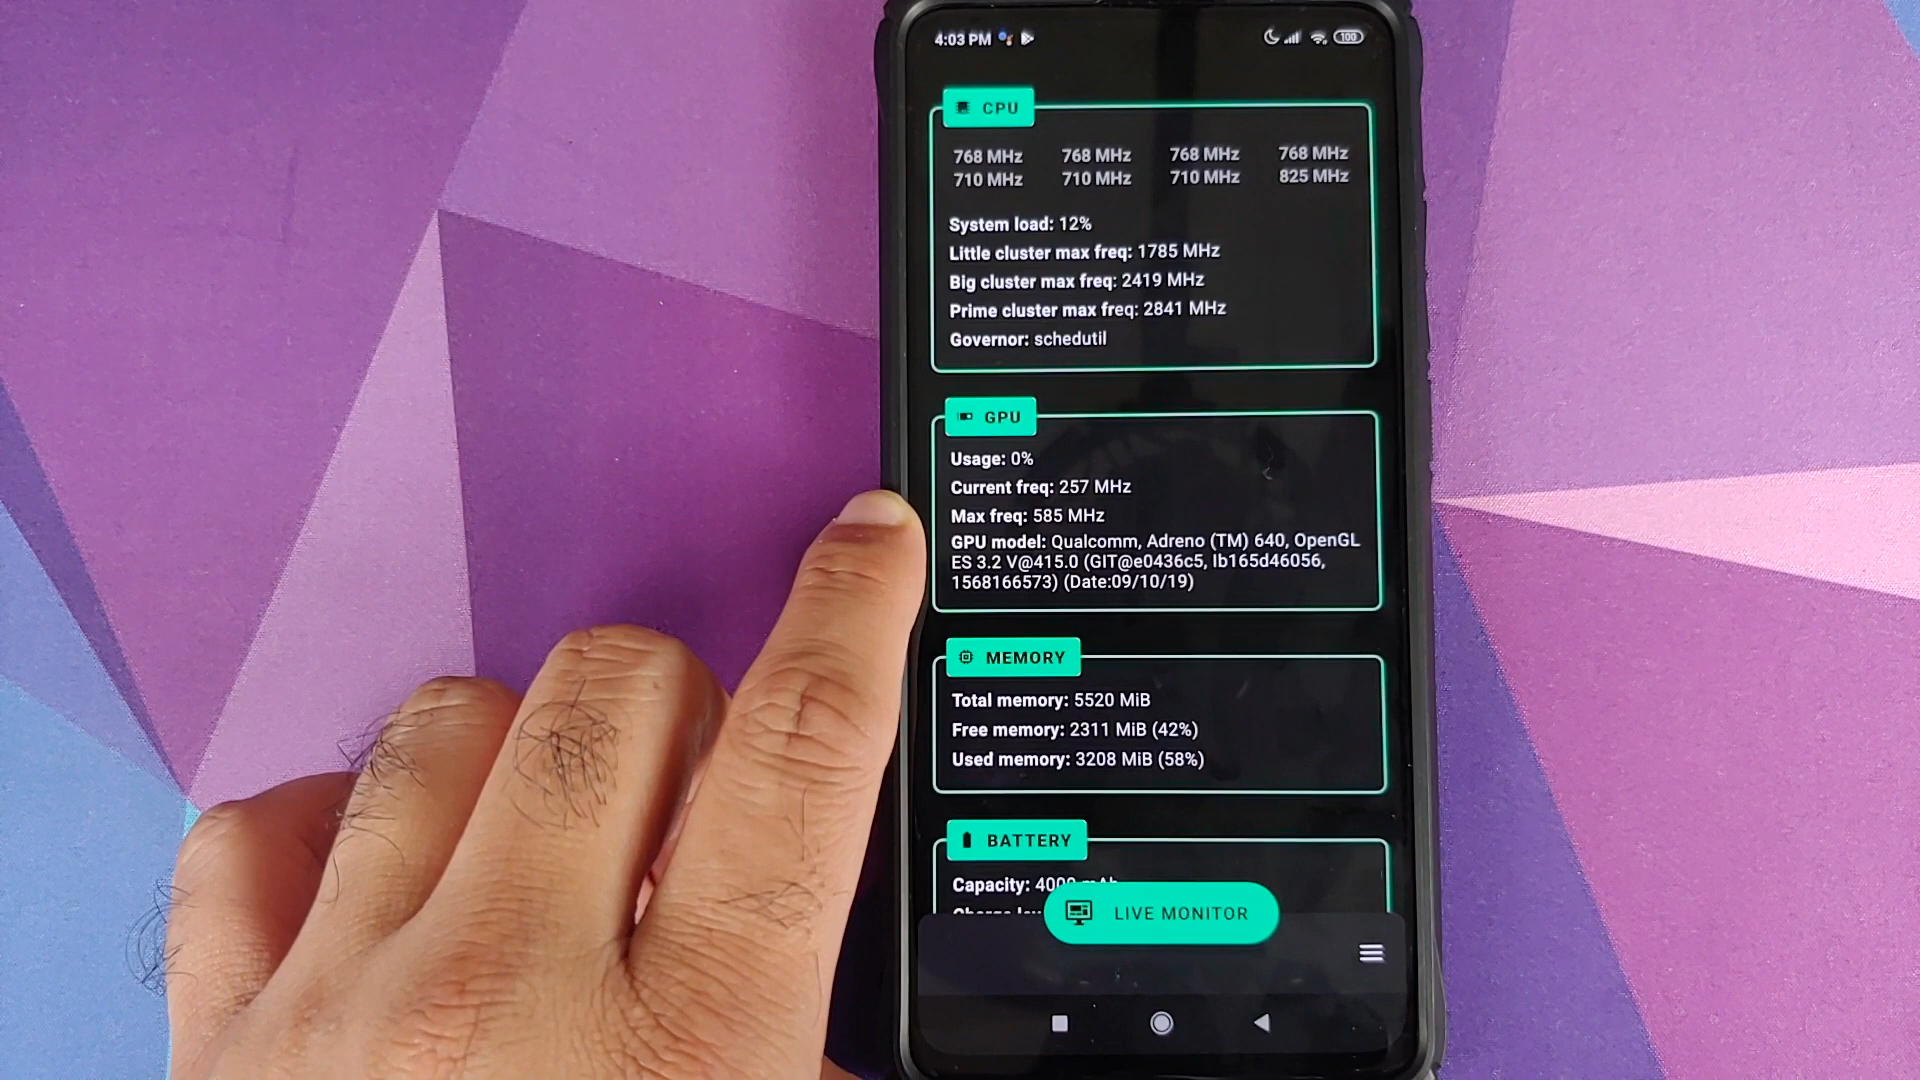 4:03 PM 100
CPU
768 MHz 768 MHz 768 MHz 768 MHz
710 MHz 710 MHz 710 MHz 825 MHz
System load: 12%
Little cluster max freq: 1785 MHz
Big cluster max freq: 2419 MHz
Prime cluster max freq: 2841 MHz
Governor: schedutil
GPU
Usage: 0%
Current freq: 257 MHz
Max freq: 585 MHz
GPU model: Qualcomm, Adreno (TM) 640, OpenGL
ES 3.2 V@415.0 (GIT@e0436c5, Ib165d46056,
1568166573) (Date:09/10/19)
MEMORY
Total memory: 5520 MiB
Free memory: 2311 MiB (42%)
Used memory: 3208 MiB (58%)
BATTERY
Capacity: 4000 mAh
LIVE MONITOR